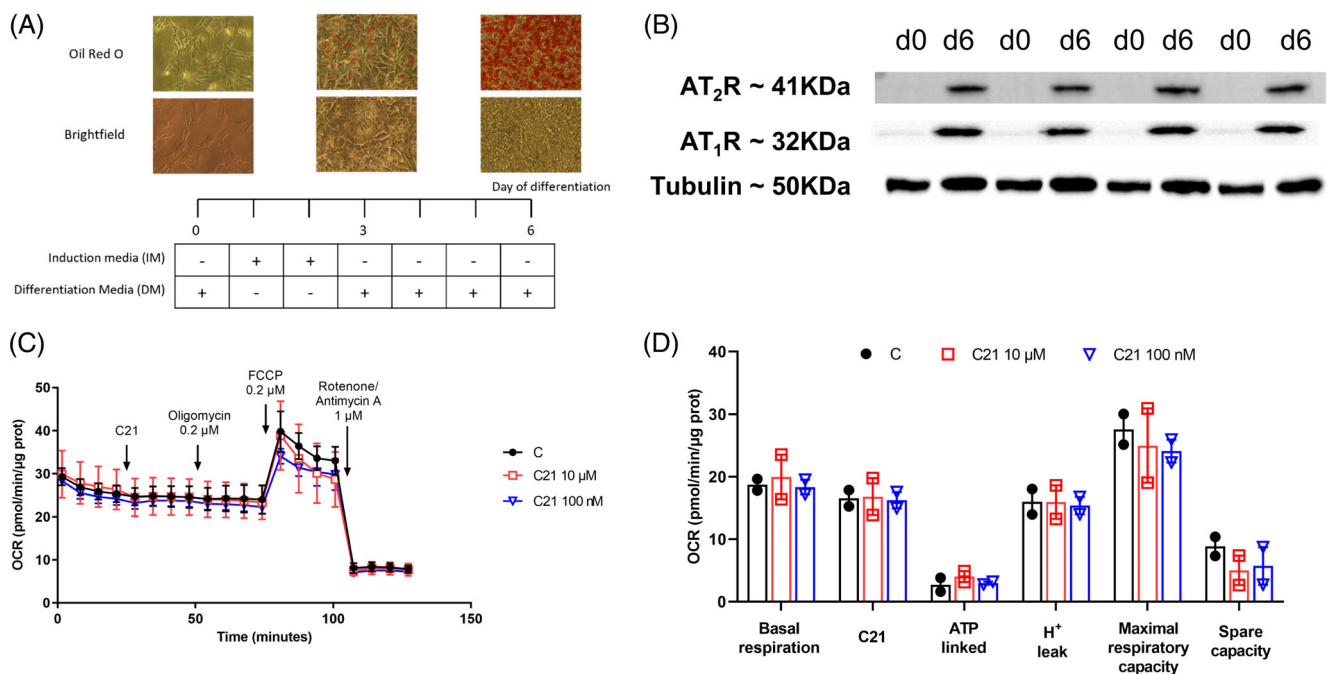 (A)
Oil Red O
Brightfield
Day of differentiation
0 3 6
Induction media (IM) - + + - - - -
Differentiation Media (DM) + - - + + + +
(B)
d0 d6 d0 d6 d0 d6 d0 d6
AT₂R ~ 41KDa
AT₁R ~ 32KDa
Tubulin ~ 50KDa
(C)
OCR (pmol/min/µg prot)
50
40
30
20
10
0
0 50 100 150
Time (minutes)
C21
Oligomycin
0.2 µM
FCCP
0.2 µM
Rotenone/
Antimycin A
1 µM
C
C21 10 µM
C21 100 nM
(D)
C C21 10 µM C21 100 nM
OCR (pmol/min/µg prot)
40
30
20
10
0
Basal
respiration
C21
ATP
linked
H⁺
leak
Maximal
respiratory
capacity
Spare
capacity